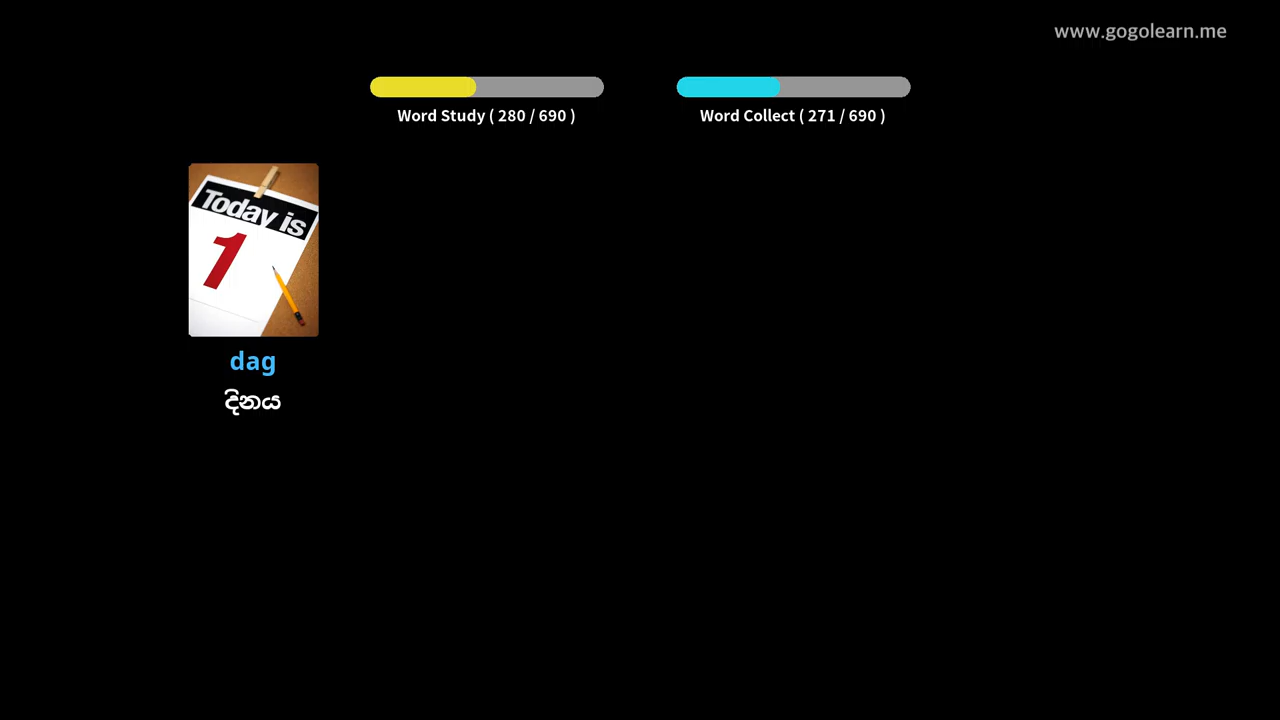 www.gogolearn.me
Word Study ( 280 / 690 )
Word Collect ( 271 / 690 )
Today is
1
dag
දිනය